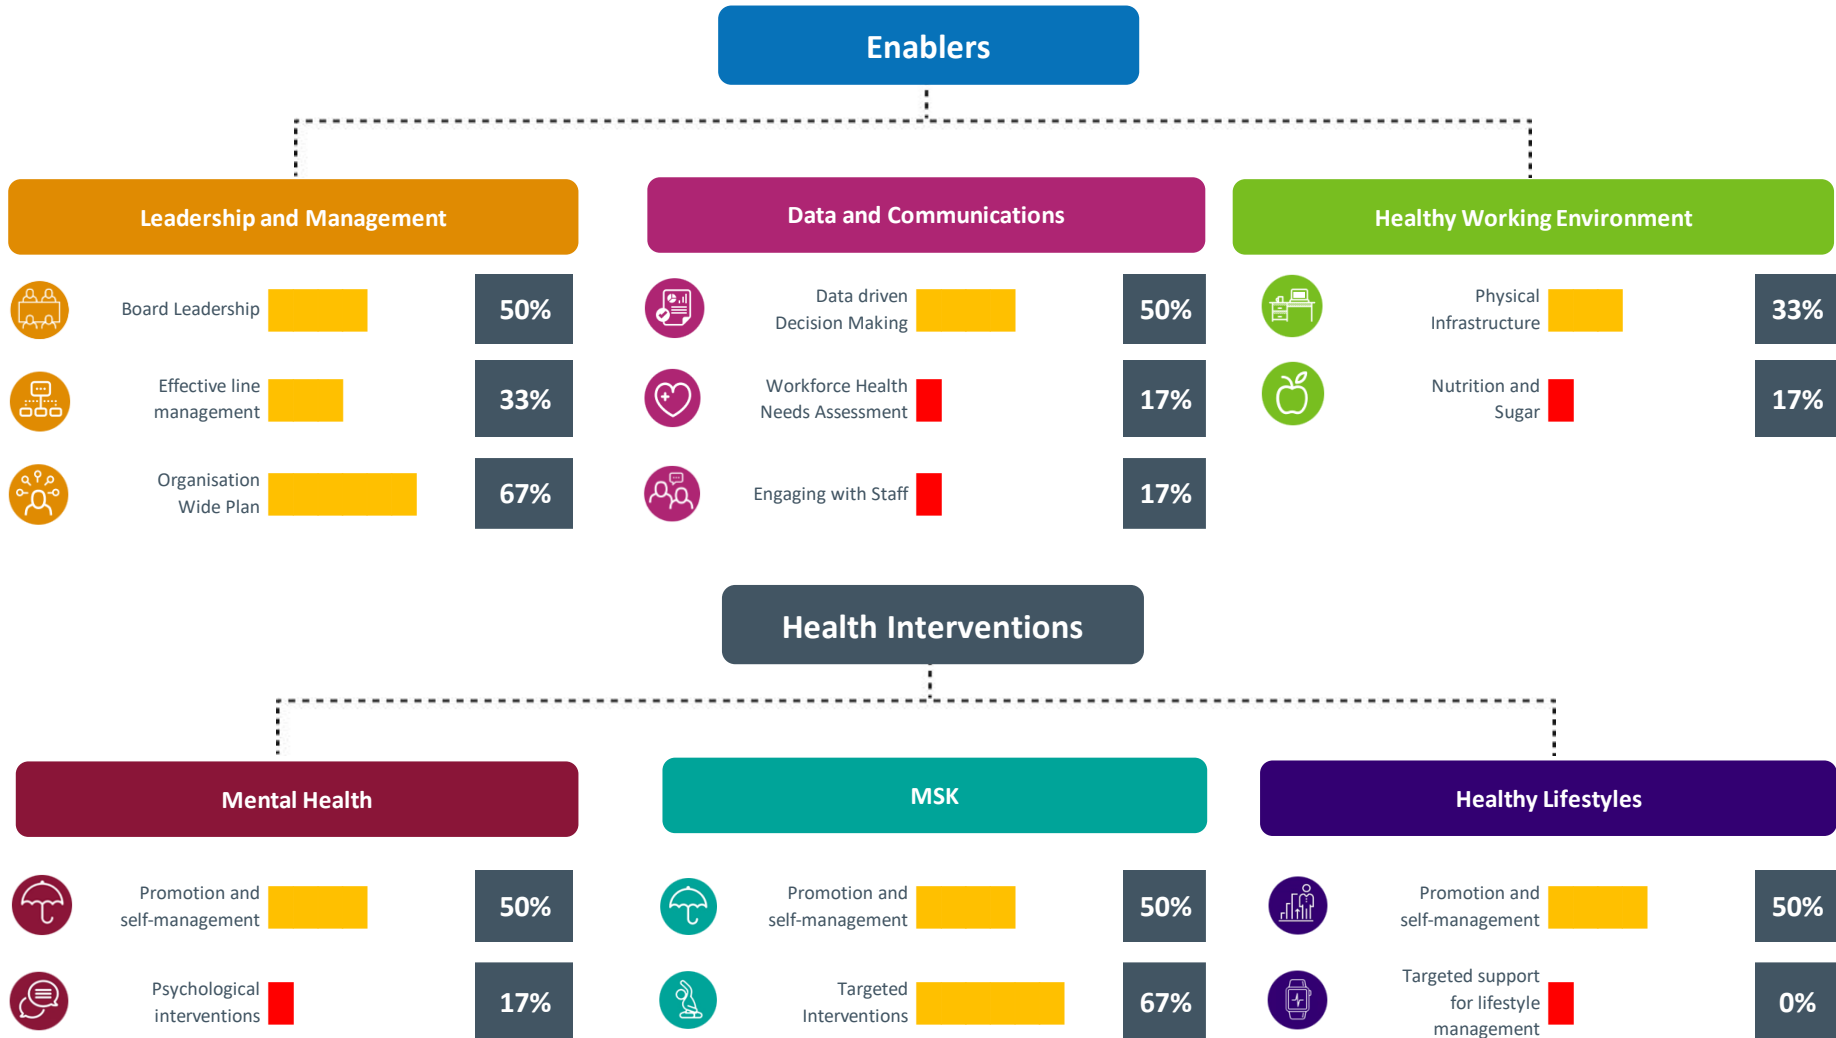 Enablers
Leadership and Management
Board Leadership
50%
Effective line
management
33%
Organisation
Wide Plan
67%
Data and Communications
Data driven
Decision Making
50%
Workforce Health
Needs Assessment
17%
Engaging with Staff
17%
Healthy Working Environment
Physical
Infrastructure
33%
Nutrition and
Sugar
17%
Health Interventions
Mental Health
Promotion and
self-management
50%
Psychological
interventions
17%
MSK
Promotion and
self-management
50%
Targeted
Interventions
67%
Healthy Lifestyles
Promotion and
self-management
50%
Targeted support
for lifestyle
management
0%